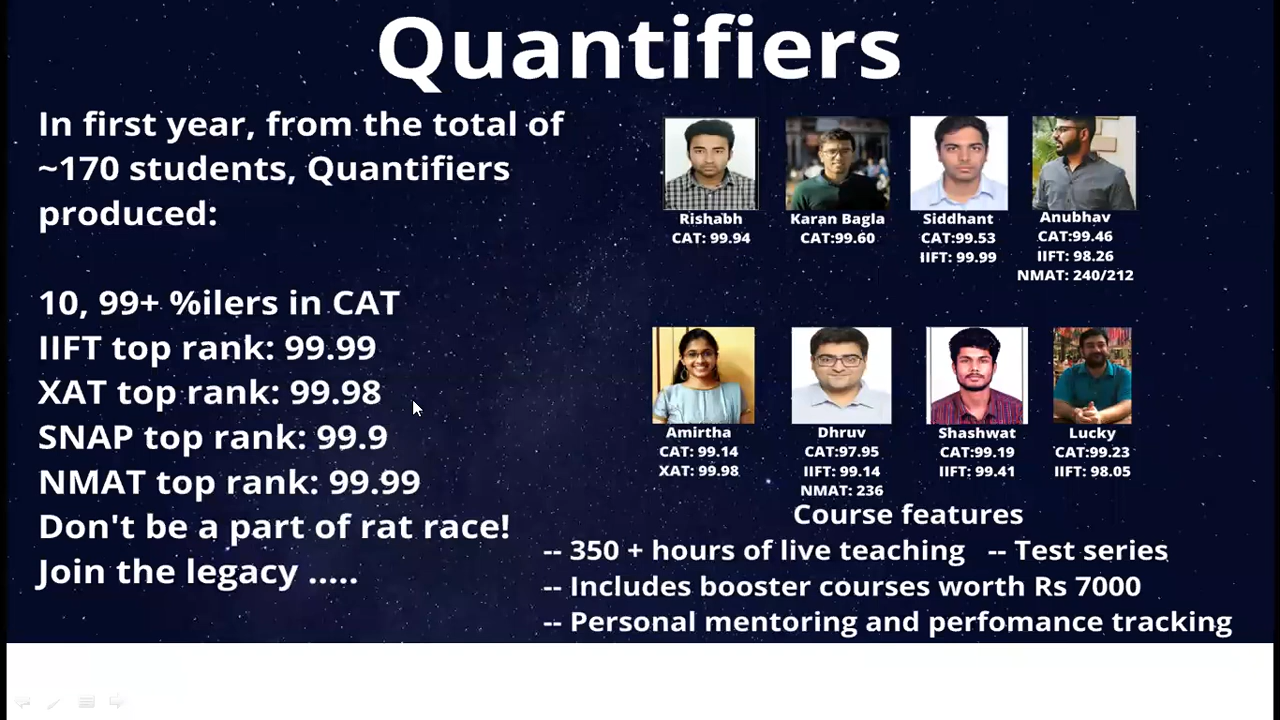 Quantifiers
In first year, from the total of
~170 students, Quantifiers
produced:
10, 99+ %ilers in CAT
IIFT top rank: 99.99
XAT top rank: 99.98
SNAP top rank: 99.9
NMAT top rank: 99.99
Don't be a part of rat race!
Join the legacy .....
Rishabh
CAT: 99.94
Karan Bagla
CAT:99.60
Siddhant
CAT:99.53
IIFT: 99.99
Anubhav
CAT:99.46
IIFT: 98.26
NMAT: 240/212
Amirtha
CAT: 99.14
XAT: 99.98
Dhruv
CAT:97.95
IIFT: 99.14
NMAT: 236
Shashwat
CAT:99.19
IIFT: 99.41
Lucky
CAT:99.23
IIFT: 98.05
Course features
-- 350 + hours of live teaching -- Test series
-- Includes booster courses worth Rs 7000
-- Personal mentoring and perfomance tracking